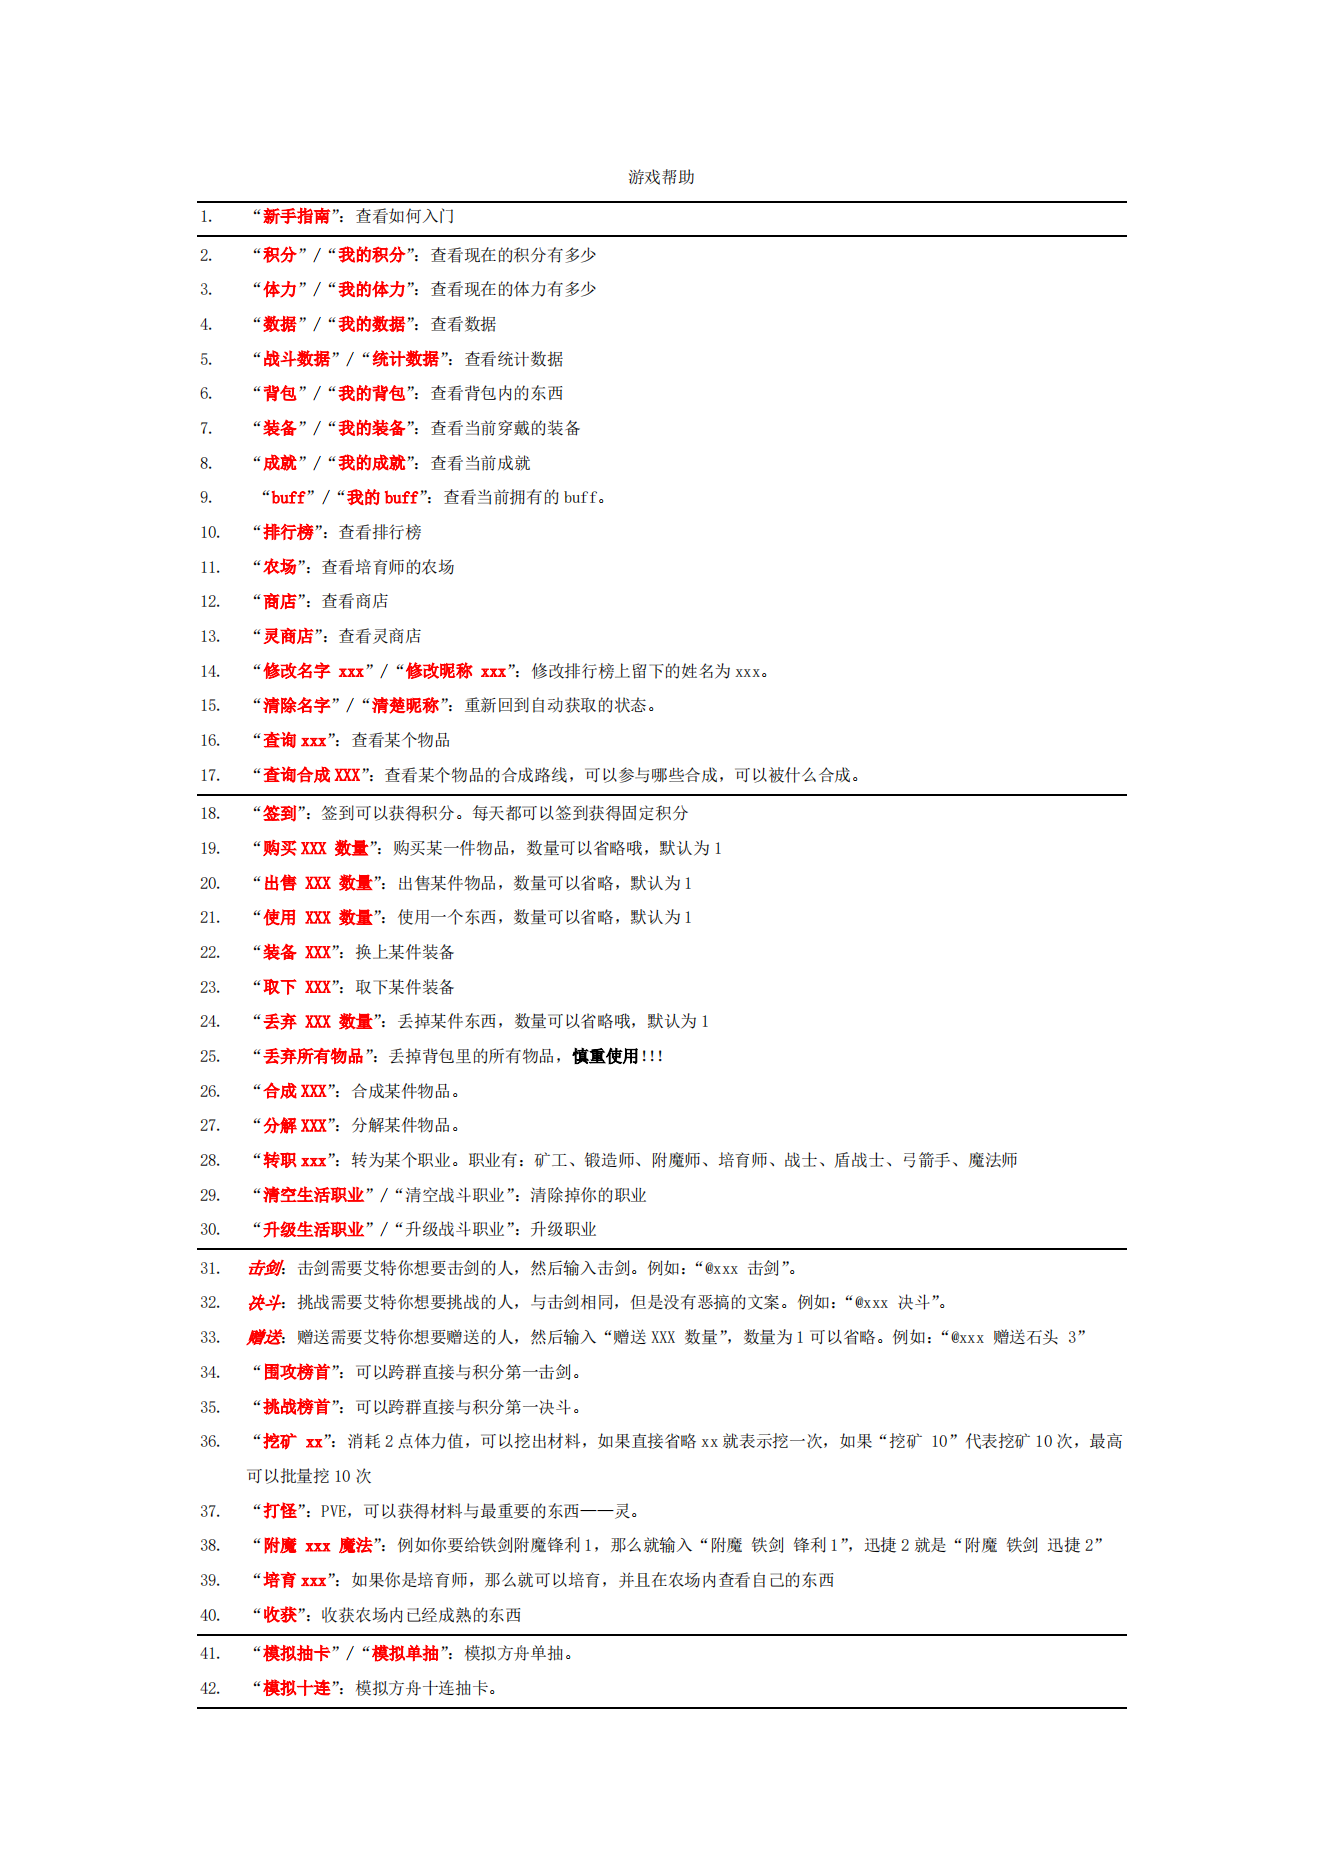 游戏帮助
1. “新手指南”：查看如何入门
2. “积分”/“我的积分”：查看现在的积分有多少
3. “体力”/“我的体力”：查看现在的体力有多少
4. “数据”/“我的数据”：查看数据
5. “战斗数据”/“统计数据”：查看统计数据
6. “背包”/“我的背包”：查看背包内的东西
7. “装备”/“我的装备”：查看当前穿戴的装备
8. “成就”/“我的成就”：查看当前成就
9. “buff”/“我的buff”：查看当前拥有的buff。
10. “排行榜”：查看排行榜
11. “农场”：查看培育师的农场
12. “商店”：查看商店
13. “灵商店”：查看灵商店
14. “修改名字 xxx”/“修改昵称 xxx”：修改排行榜上留下的姓名为xxx。
15. “清除名字”/“清楚昵称”：重新回到自动获取的状态。
16. “查询xxx”：查看某个物品
17. “查询合成XXX”：查看某个物品的合成路线，可以参与哪些合成，可以被什么合成。
18. “签到”：签到可以获得积分。每天都可以签到获得固定积分
19. “购买XXX 数量”：购买某一件物品，数量可以省略哦，默认为1
20. “出售 XXX 数量”：出售某件物品，数量可以省略，默认为1
21. “使用 XXX 数量”：使用一个东西，数量可以省略，默认为1
22. “装备 XXX”：换上某件装备
23. “取下 XXX”：取下某件装备
24. “丢弃 XXX 数量”：丢掉某件东西，数量可以省略哦，默认为1
25. “丢弃所有物品”：丢掉背包里的所有物品，慎重使用!!!
26. “合成XXX”：合成某件物品。
27. “分解XXX”：分解某件物品。
28. “转职xxx”：转为某个职业。职业有：矿工、锻造师、附魔师、培育师、战士、盾战士、弓箭手、魔法师
29. “清空生活职业”/“清空战斗职业”：清除掉你的职业
30. “升级生活职业”/“升级战斗职业”：升级职业
31. 击剑：击剑需要艾特你想要击剑的人，然后输入击剑。例如：“@xxx 击剑”。
32. 决斗：挑战需要艾特你想要挑战的人，与击剑相同，但是没有恶搞的文案。例如：“@xxx 决斗”。
33. 赠送：赠送需要艾特你想要赠送的人，然后输入“赠送XXX 数量”，数量为1可以省略。例如：“@xxx 赠送石头 3”
34. “围攻榜首”：可以跨群直接与积分第一击剑。
35. “挑战榜首”：可以跨群直接与积分第一决斗。
36. “挖矿 xx”：消耗2点体力值，可以挖出材料，如果直接省略xx就表示挖一次，如果“挖矿 10”代表挖矿10次，最高
可以批量挖10次
37. “打怪”：PVE，可以获得材料与最重要的东西——灵。
38. “附魔 xxx 魔法”：例如你要给铁剑附魔锋利1，那么就输入“附魔 铁剑 锋利1”，迅捷2就是“附魔 铁剑 迅捷2”
39. “培育xxx”：如果你是培育师，那么就可以培育，并且在农场内查看自己的东西
40. “收获”：收获农场内已经成熟的东西
41. “模拟抽卡”/“模拟单抽”：模拟方舟单抽。
42. “模拟十连”：模拟方舟十连抽卡。